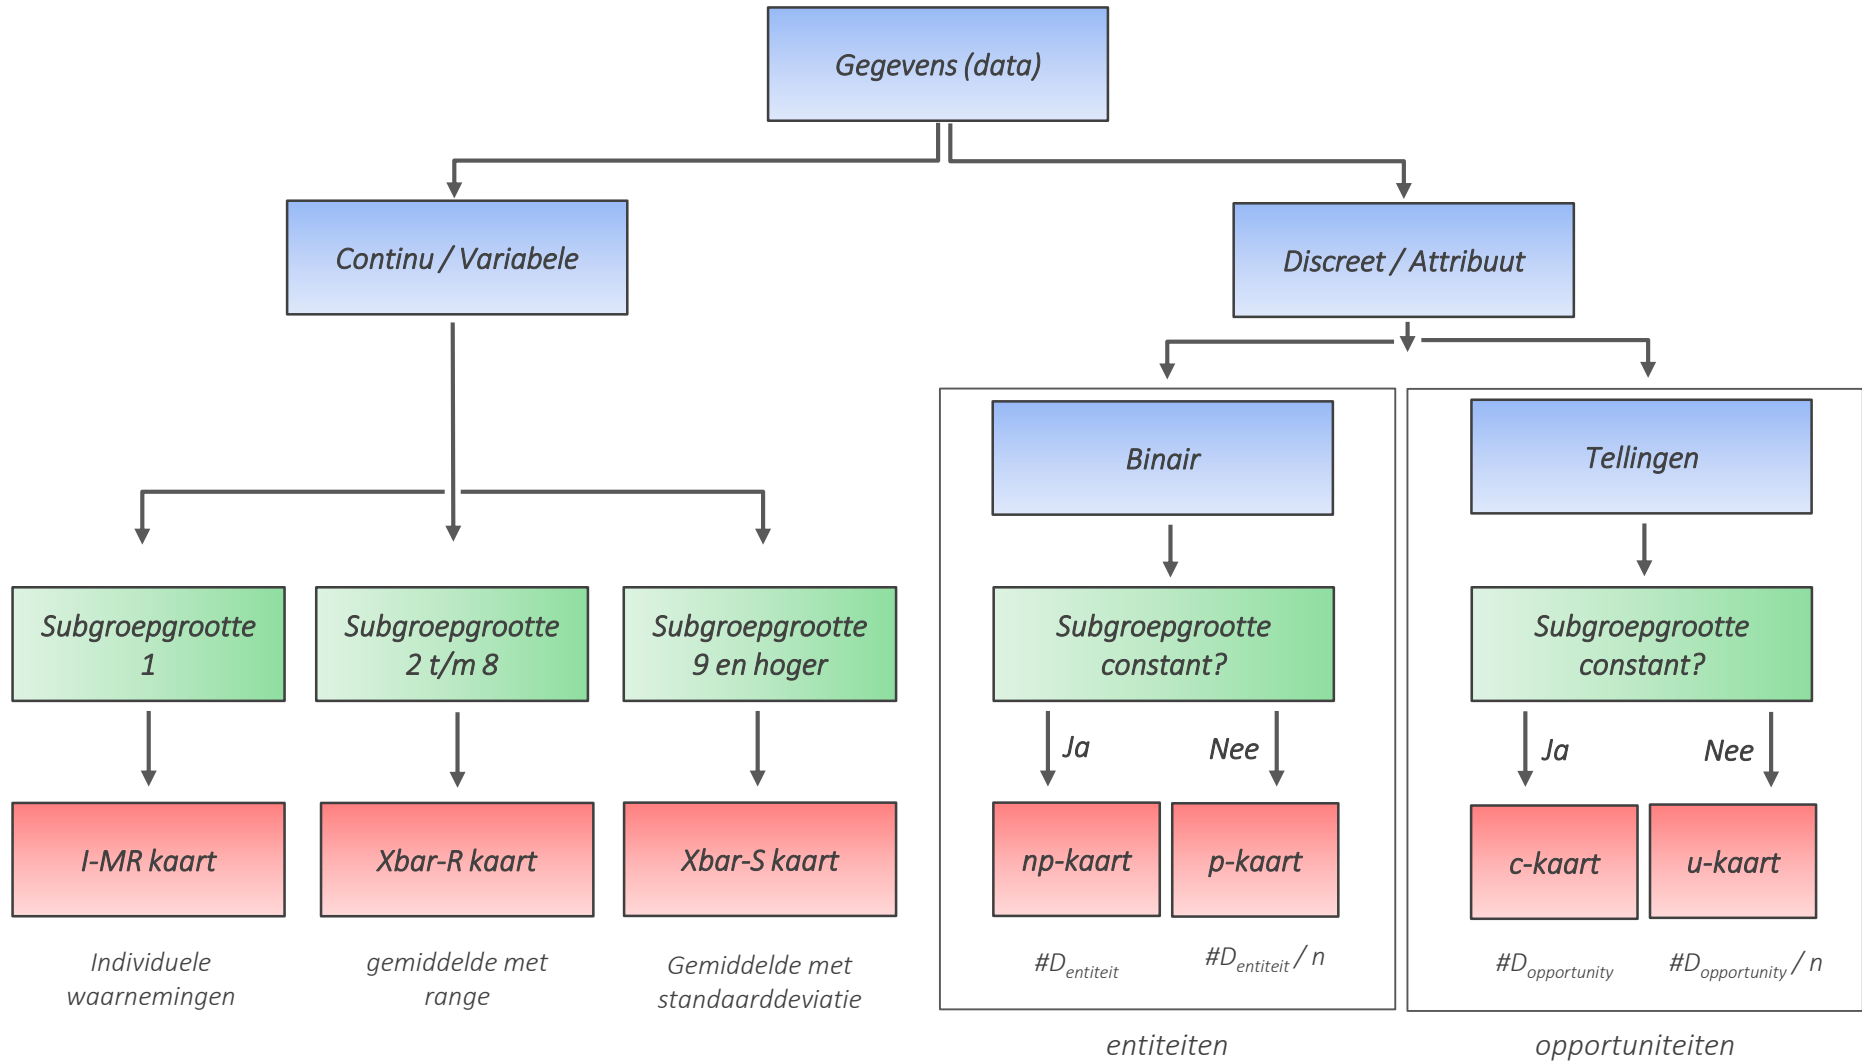 Gegevens (data)
Continu / Variabele
Discreet / Attribuut
Binair
Tellingen
Subgroepgrootte
1
Subgroepgrootte
2 t/m 8
Subgroepgrootte
9 en hoger
Subgroepgrootte
constant?
Subgroepgrootte
constant?
Ja
Nee
Ja
Nee
I-MR kaart
Xbar-R kaart
Xbar-S kaart
np-kaart
p-kaart
c-kaart
u-kaart
Individuele
waarnemingen
gemiddelde met
range
Gemiddelde met
standaarddeviatie
#Dentiteit
#Dentiteit / n
#Dopportunity
#Dopportunity / n
entiteiten
opportuniteiten